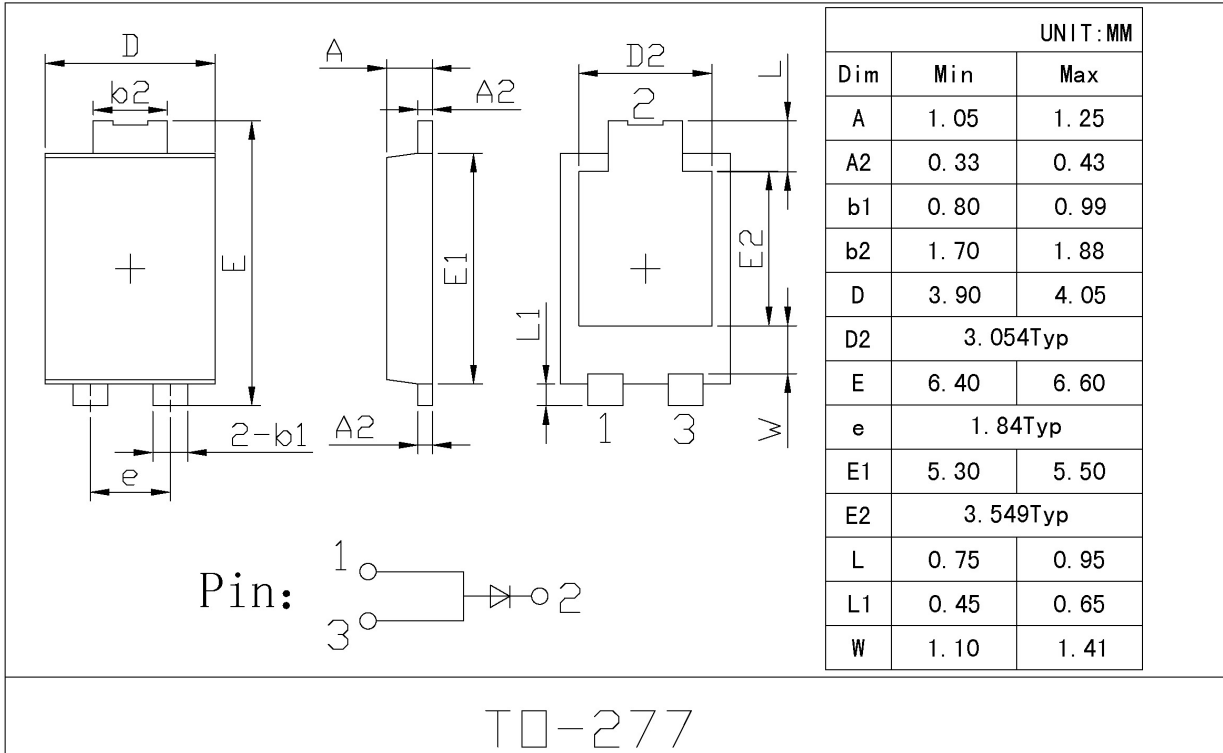 D
b2
E
2-b1
e
A
A2
E1
L1
A2
D2
2
L
E2
W
1 3
Pin:
1
3
2
UNIT:MM
Dim Min Max
A 1.05 1.25
A2 0.33 0.43
b1 0.80 0.99
b2 1.70 1.88
D 3.90 4.05
D2 3.054Typ
E 6.40 6.60
e 1.84Typ
E1 5.30 5.50
E2 3.549Typ
L 0.75 0.95
L1 0.45 0.65
W 1.10 1.41
TO-277